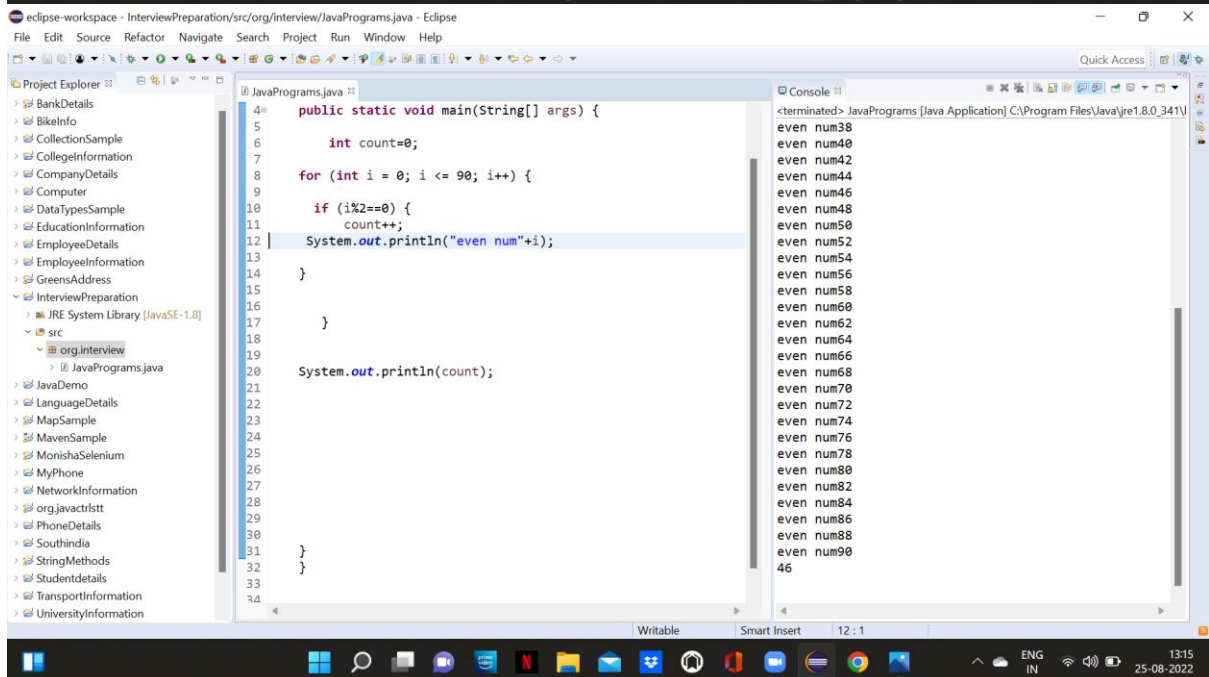 eclipse-workspace - InterviewPreparation/src/org/interview/JavaPrograms.java - Eclipse
File Edit Source Refactor Navigate Search Project Run Window Help
Quick Access
Project Explorer
BankDetails
BikeInfo
CollectionSample
CollegeInformation
CompanyDetails
Computer
DataTypesSample
EducationInformation
EmployeeDetails
EmployeeInformation
GreensAddress
InterviewPreparation
JRE System Library [JavaSE-1.8]
src
org.interview
JavaPrograms.java
JavaDemo
LanguageDetails
MapSample
MavenSample
MonishaSelenium
MyPhone
NetworkInformation
org.javactrlstt
PhoneDetails
Southindia
StringMethods
Studentdetails
TransportInformation
UniversityInformation
JavaPrograms.java
4 public static void main(String[] args) {
5
6 int count=0;
7
8 for (int i = 0; i <= 90; i++) {
9
10 if (i%2==0) {
11 count++;
12 System.out.println("even num"+i);
13
14 }
15
16
17 }
18
19
20 System.out.println(count);
21
22
23
24
25
26
27
28
29
30
31 }
32 }
33
34
Console
<terminated> JavaPrograms [Java Application] C:\Program Files\Java\jre1.8.0_341\
even num38
even num40
even num42
even num44
even num46
even num48
even num50
even num52
even num54
even num56
even num58
even num60
even num62
even num64
even num66
even num68
even num70
even num72
even num74
even num76
even num78
even num80
even num82
even num84
even num86
even num88
even num90
46
Writable Smart Insert 12 : 1
prime video
N
ENG
IN
13:15
25-08-2022